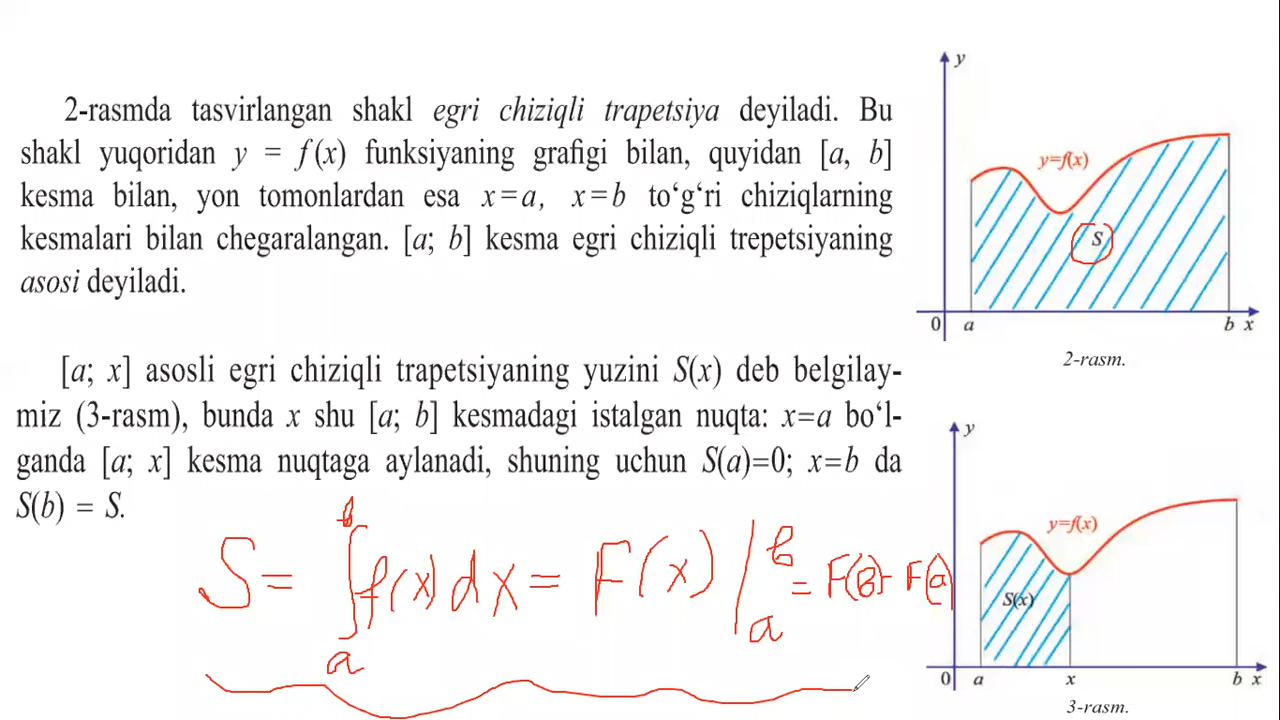 2-rasmda tasvirlangan shakl egri chiziqli trapetsiya deyiladi. Bu
shakl yuqoridan y = f(x) funksiyaning grafigi bilan, quyidan [a, b]
kesma bilan, yon tomonlardan esa x=a, x=b to‘g‘ri chiziqlarning
kesmalari bilan chegaralangan. [a; b] kesma egri chiziqli trepetsiyaning
asosi deyiladi.
[a; x] asosli egri chiziqli trapetsiyaning yuzini S(x) deb belgilay-
miz (3-rasm), bunda x shu [a; b] kesmadagi istalgan nuqta: x=a bo‘l-
ganda [a; x] kesma nuqtaga aylanadi, shuning uchun S(a)=0; x=b da
S(b) = S.
S = ∫_a^b f(x) dx = F(x) |_a^b = F(b) - F(a)
y
y=f(x)
S
0 a b x
2-rasm.
y
y=f(x)
S(x)
0 a x b x
3-rasm.